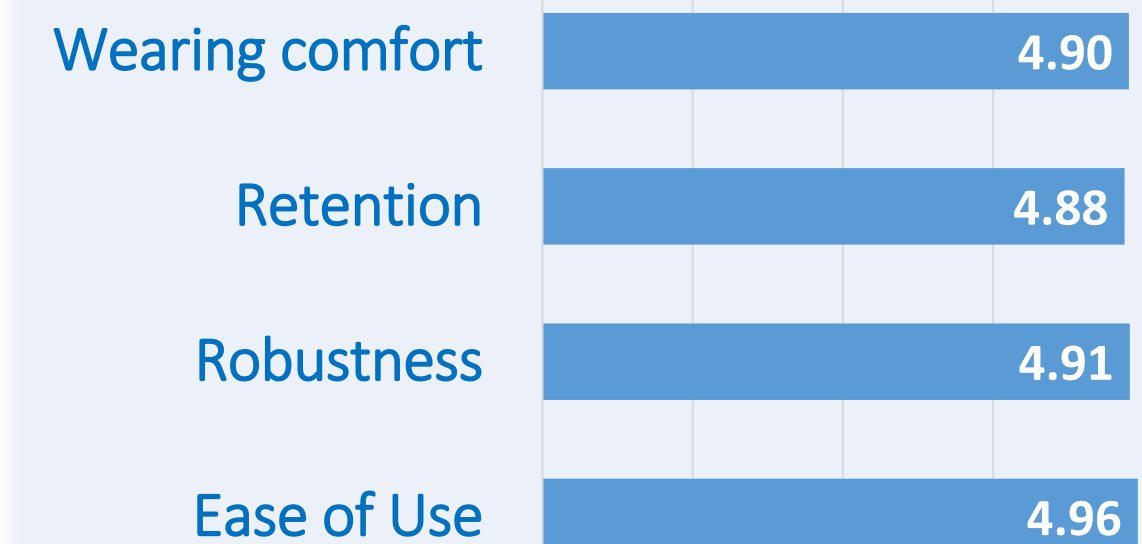 Wearing comfort 4.90
Retention 4.88
Robustness 4.91
Ease of Use 4.96